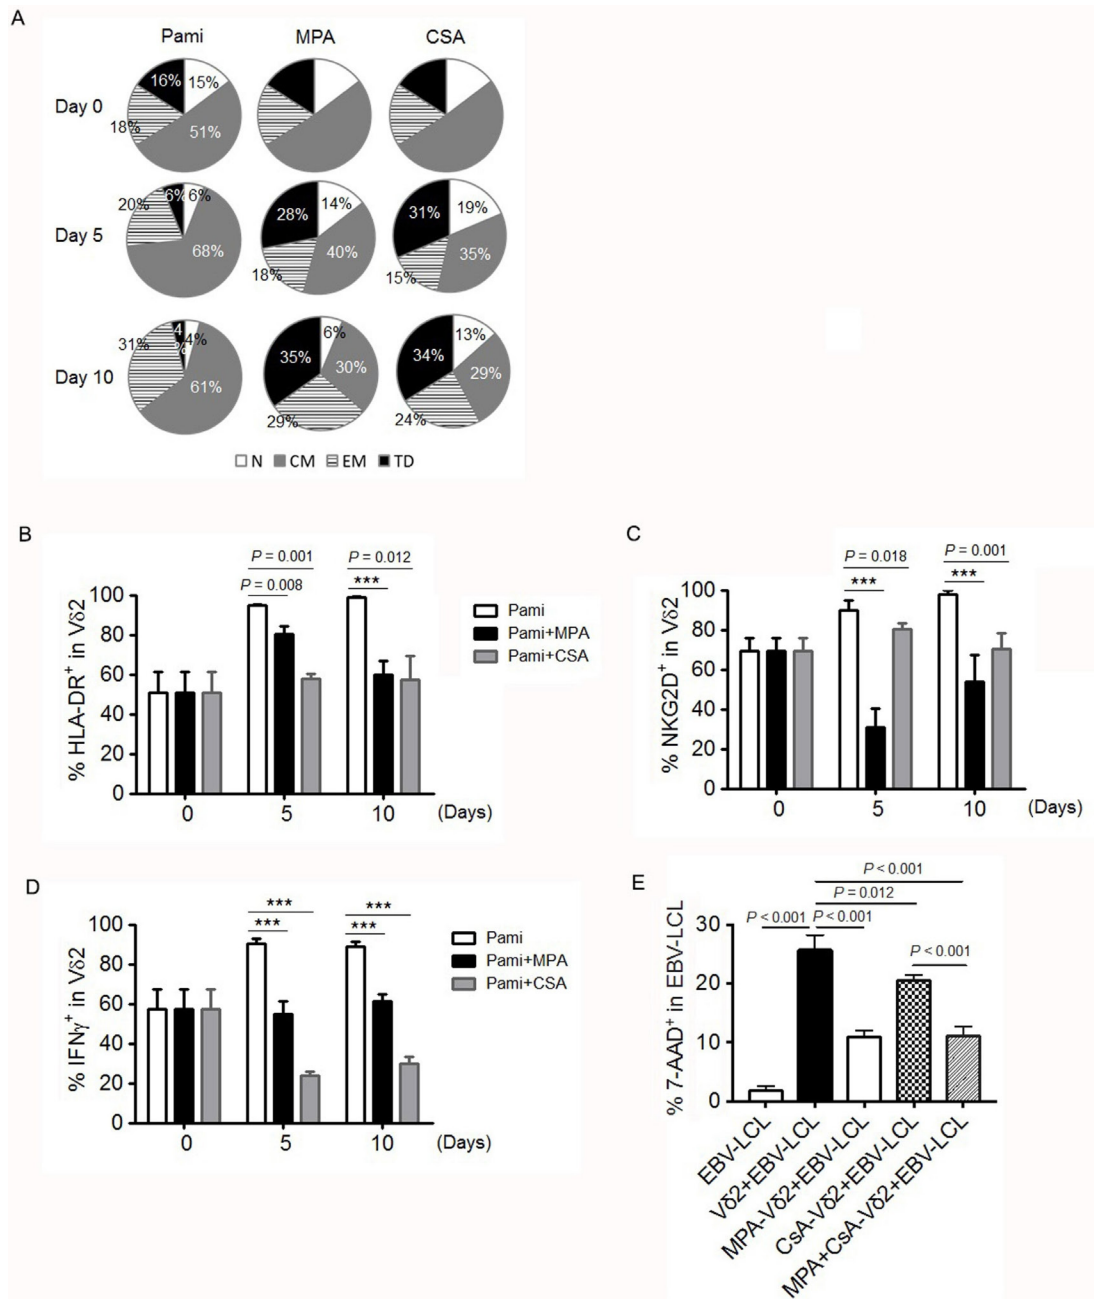 A
Pami MPA CSA
Day 0
16% 15%
18% 51%
Day 5
20% 6% 6%
68%
28% 14%
18% 40%
31% 19%
15% 35%
Day 10
31% 4% 4%
61%
35% 6%
30%
29%
34% 13%
29%
24%
N CM EM TD
B
P = 0.001 P = 0.012
P = 0.008 ***
% HLA-DR+ in Vδ2
100
80
60
40
20
0
0 5 10 (Days)
Pami
Pami+MPA
Pami+CSA
C
P = 0.018 P = 0.001
*** ***
% NKG2D+ in Vδ2
100
80
60
40
20
0
0 5 10 (Days)
D
*** ***
*** ***
% IFNγ+ in Vδ2
100
80
60
40
20
0
0 5 10 (Days)
Pami
Pami+MPA
Pami+CSA
E
P < 0.001
P = 0.012
P < 0.001 P < 0.001
P < 0.001
% 7-AAD+ in EBV-LCL
30
20
10
0
EBV-LCL
Vδ2+EBV-LCL
MPA-Vδ2+EBV-LCL
CsA-Vδ2+EBV-LCL
MPA+CsA-Vδ2+EBV-LCL